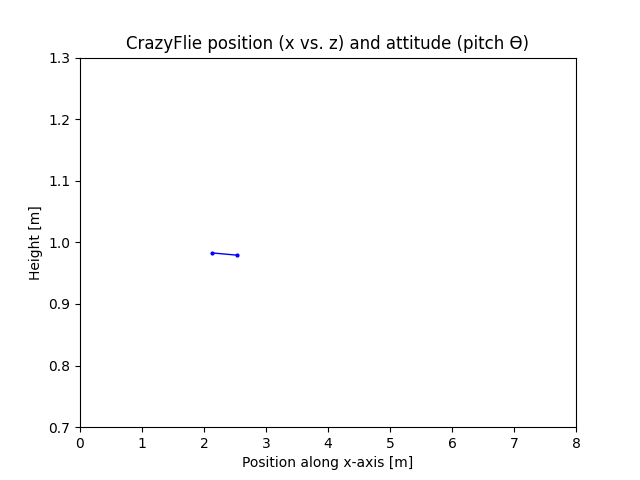 CrazyFlie position (x vs. z) and attitude (pitch Ө)
1.3
1.2
1.1
1.0
0.9
0.8
0.7
Height [m]
0 1 2 3 4 5 6 7 8
Position along x-axis [m]